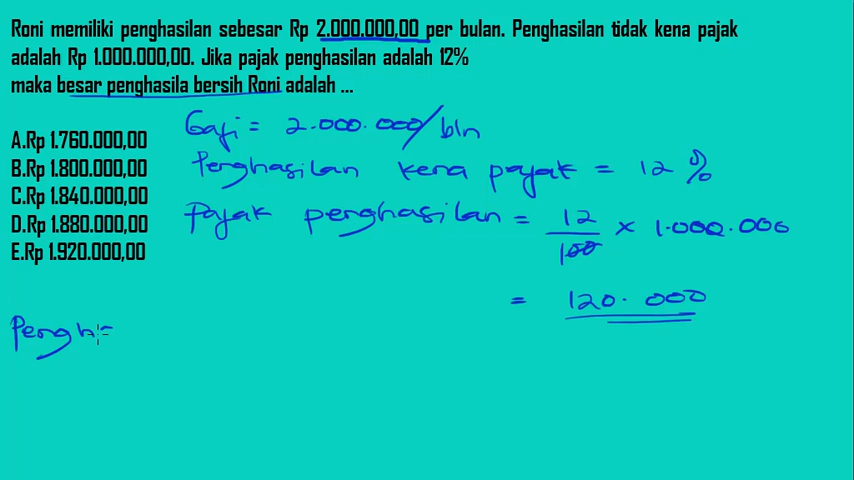 Roni memiliki penghasilan sebesar Rp 2.000.000,00 per bulan. Penghasilan tidak kena pajak
adalah Rp 1.000.000,00. Jika pajak penghasilan adalah 12%
maka besar penghasila bersih Roni adalah ...
A.Rp 1.760.000,00
B.Rp 1.800.000,00
C.Rp 1.840.000,00
D.Rp 1.880.000,00
E.Rp 1.920.000,00
Gaji = 2.000.000/bln
Penghasilan kena pajak = 12 %
Pajak penghasilan = 12/100 x 1.000.000
= 120.000
Pengh